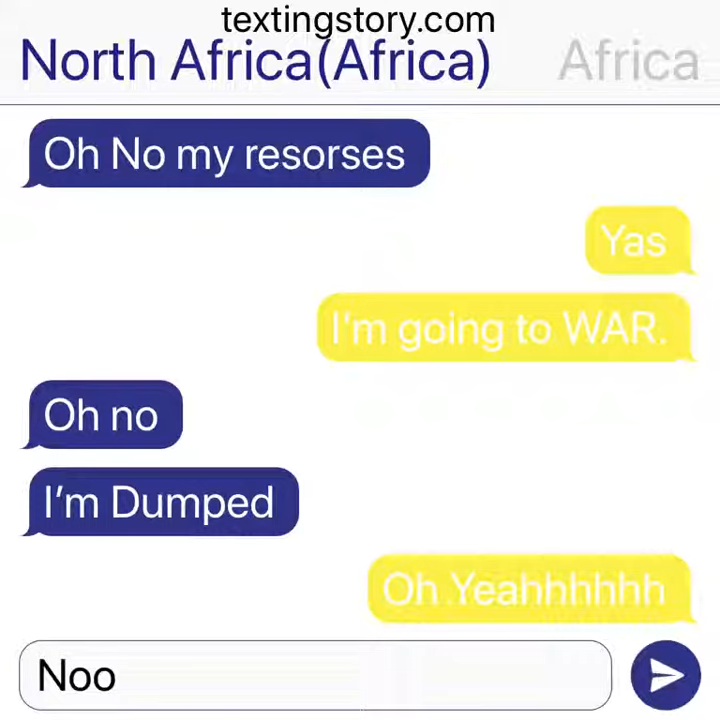 textingstory.com
North Africa(Africa) Africa
Oh No my resorses
Yas
I'm going to WAR.
Oh no
I'm Dumped
Oh Yeahhhhhh
Noo